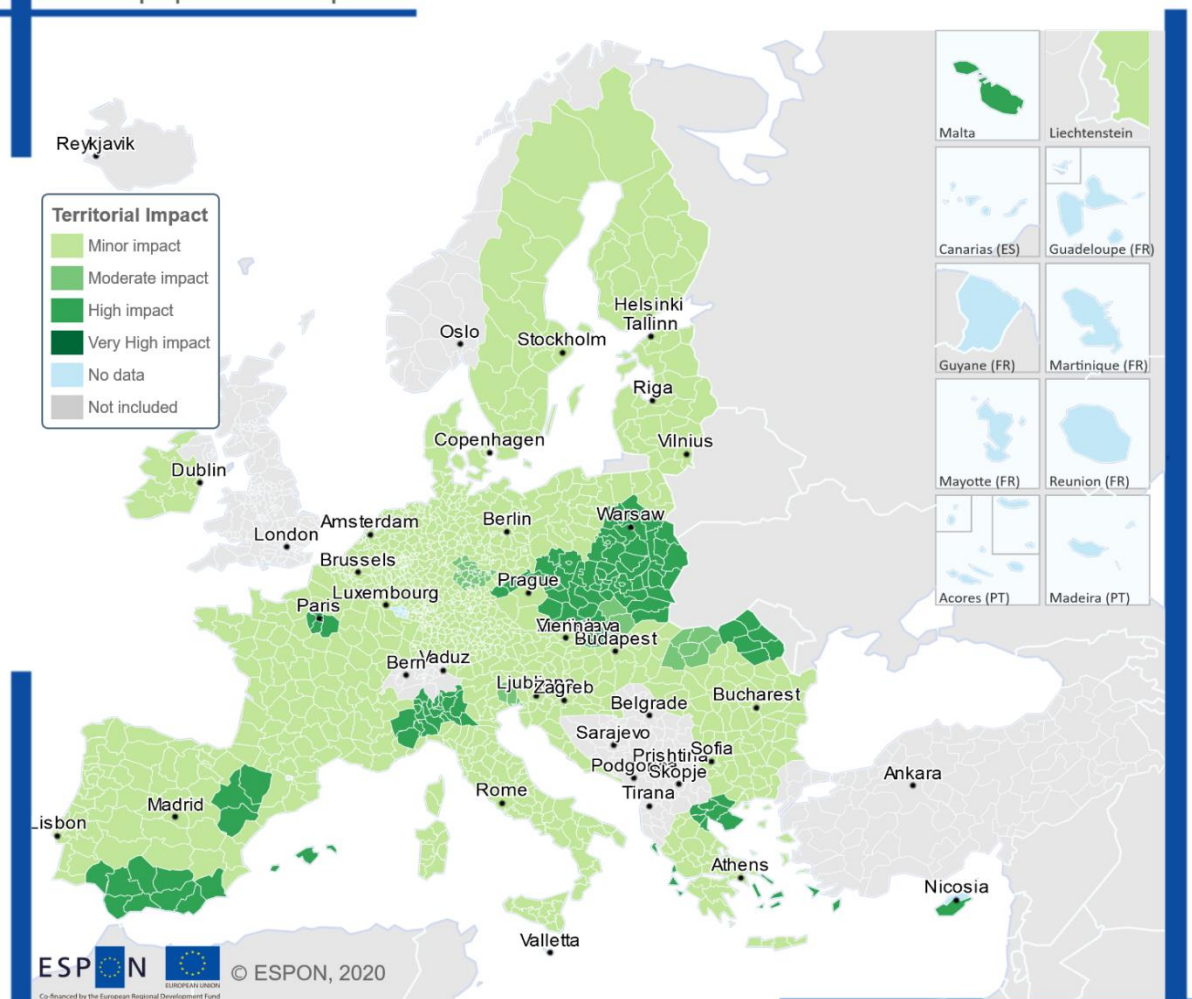 Reykjavik
Territorial Impact
Minor impact
Moderate impact
High impact
Very High impact
No data
Not included
Malta
Liechtenstein
Canarias (ES)
Guadeloupe (FR)
Guyane (FR)
Martinique (FR)
Mayotte (FR)
Reunion (FR)
Acores (PT)
Madeira (PT)
Helsinki
Tallinn
Oslo
Stockholm
Riga
Copenhagen
Vilnius
Dublin
London
Amsterdam
Berlin
Warsaw
Brussels
Prague
Luxembourg
Paris
Budapest
Bern
Vaduz
Zagreb
Belgrade
Bucharest
Sarajevo
Prishtina
Sofia
Skopje
Tirana
Ankara
Madrid
Rome
Lisbon
Athens
Nicosia
Valletta
ESPON
EUROPEAN UNION
© ESPON, 2020
Co-financed by the European Regional Development Fund